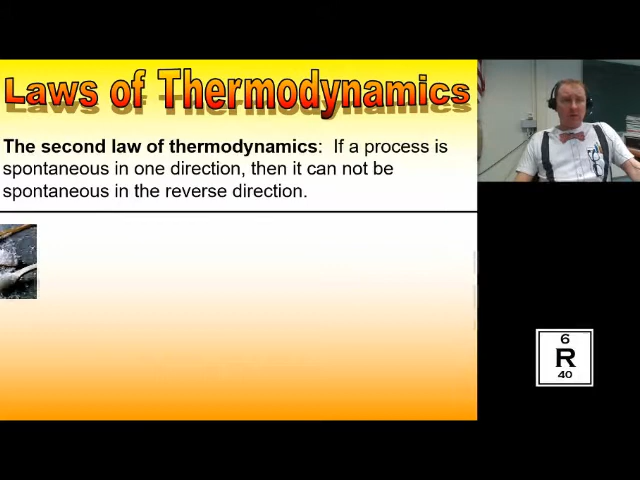 Laws of Thermodynamics
The second law of thermodynamics: If a process is
spontaneous in one direction, then it can not be
spontaneous in the reverse direction.
6
R
40